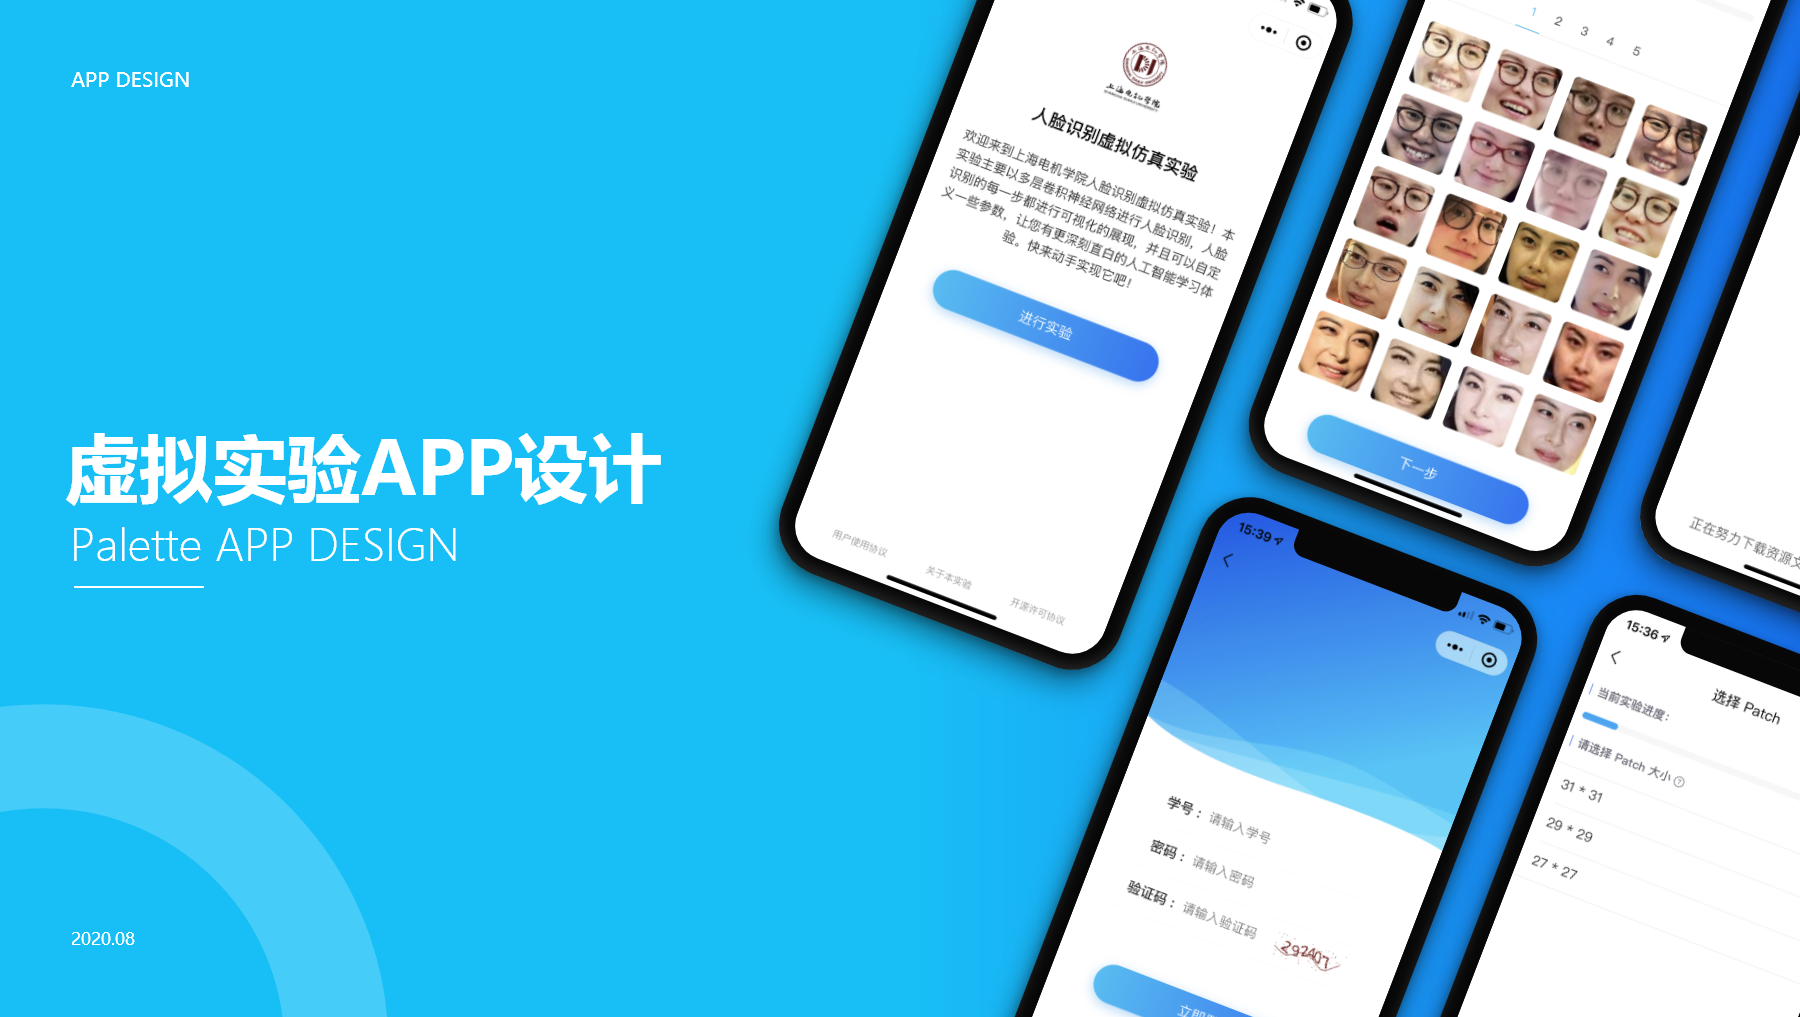 APP DESIGN
虚拟实验APP设计
Palette APP DESIGN
2020.08
上海电机学院
人脸识别虚拟仿真实验
欢迎来到上海电机学院人脸识别虚拟仿真实验！本
实验主要以多层卷积神经网络进行人脸识别，人脸
识别的每一步都进行可视化的展现，并且可以自定
义一些参数，让您有更深刻直白的人工智能学习体
验。快来动手实现它吧！
进行实验
用户使用协议
关于本实验
开源许可协议
1 2 3 4 5
下一步
正在努力下载资源文
15:39
学号： 请输入学号
密码： 请输入密码
验证码： 请输入验证码
292407
立即
15:36
选择 Patch
当前实验进度：
请选择 Patch 大小
31 * 31
29 * 29
27 * 27